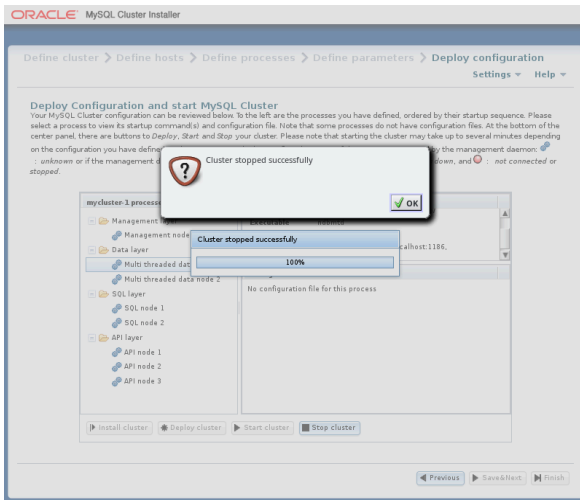 ORACLE® MySQL Cluster Installer
Define cluster > Define hosts > Define processes > Define parameters > Deploy configuration
Settings Help
Deploy Configuration and start MySQL Cluster
Your MySQL Cluster configuration can be reviewed below. To the left are the processes you have defined, ordered by their startup sequence. Please
select a process to view its startup command(s) and configuration file. Note that some processes do not have configuration files. At the bottom of the
center panel, there are buttons to Deploy, Start and Stop your cluster. Please note that starting the cluster may take up to several minutes depending
on the configuration you have define by the management daemon:
: unknown or if the management d down, and : not connected or
stopped.
Cluster stopped successfully
OK
mycluster-1 processe
Management layer
Executable
Management node
Cluster stopped successfully
calhost:1186,
Data layer
100%
Multi threaded dat
Multi threaded data node 2
No configuration file for this process
SQL layer
SQL node 1
SQL node 2
API layer
API node 1
API node 2
API node 3
Install cluster Deploy cluster Start cluster Stop cluster
Previous Save&Next Finish